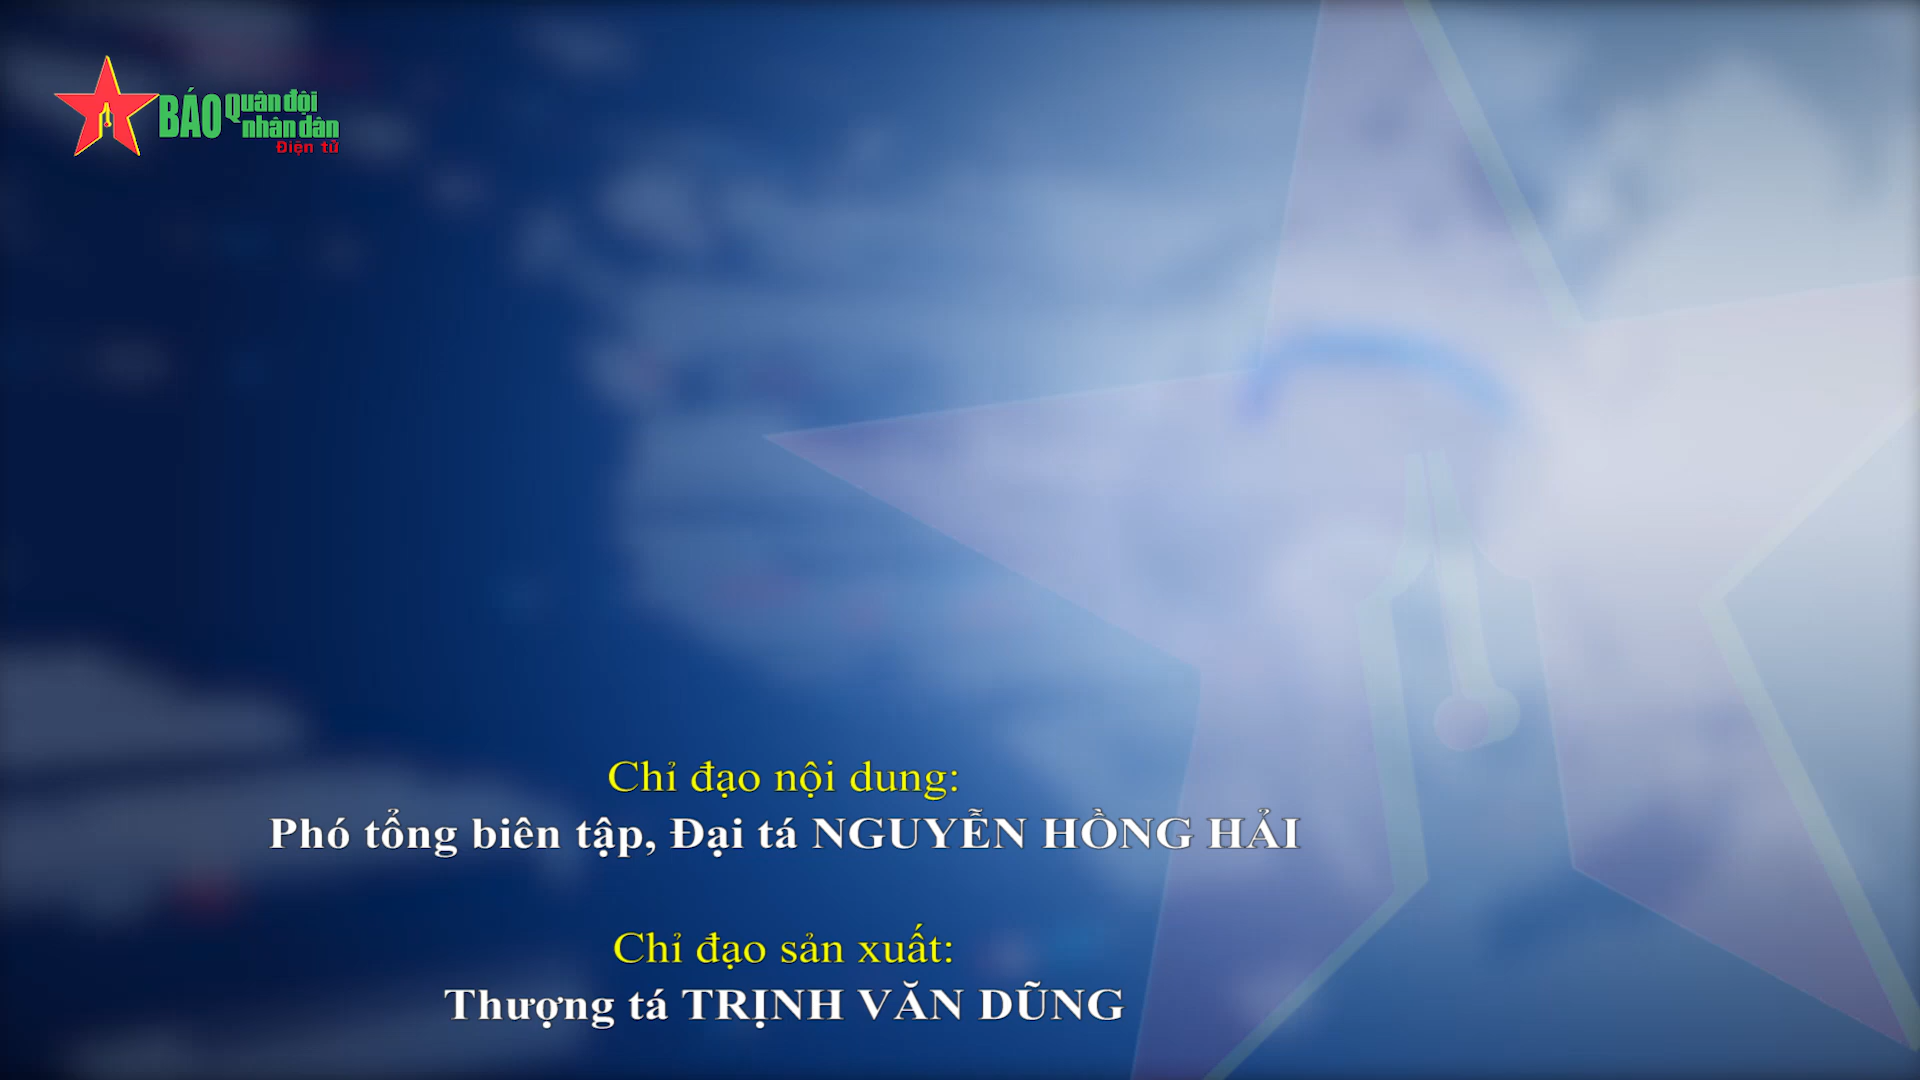 BÁO Quân đội
nhân dân
Điện tử
Chỉ đạo nội dung:
Phó tổng biên tập, Đại tá NGUYỄN HỒNG HẢI
Chỉ đạo sản xuất:
Thượng tá TRỊNH VĂN DŨNG